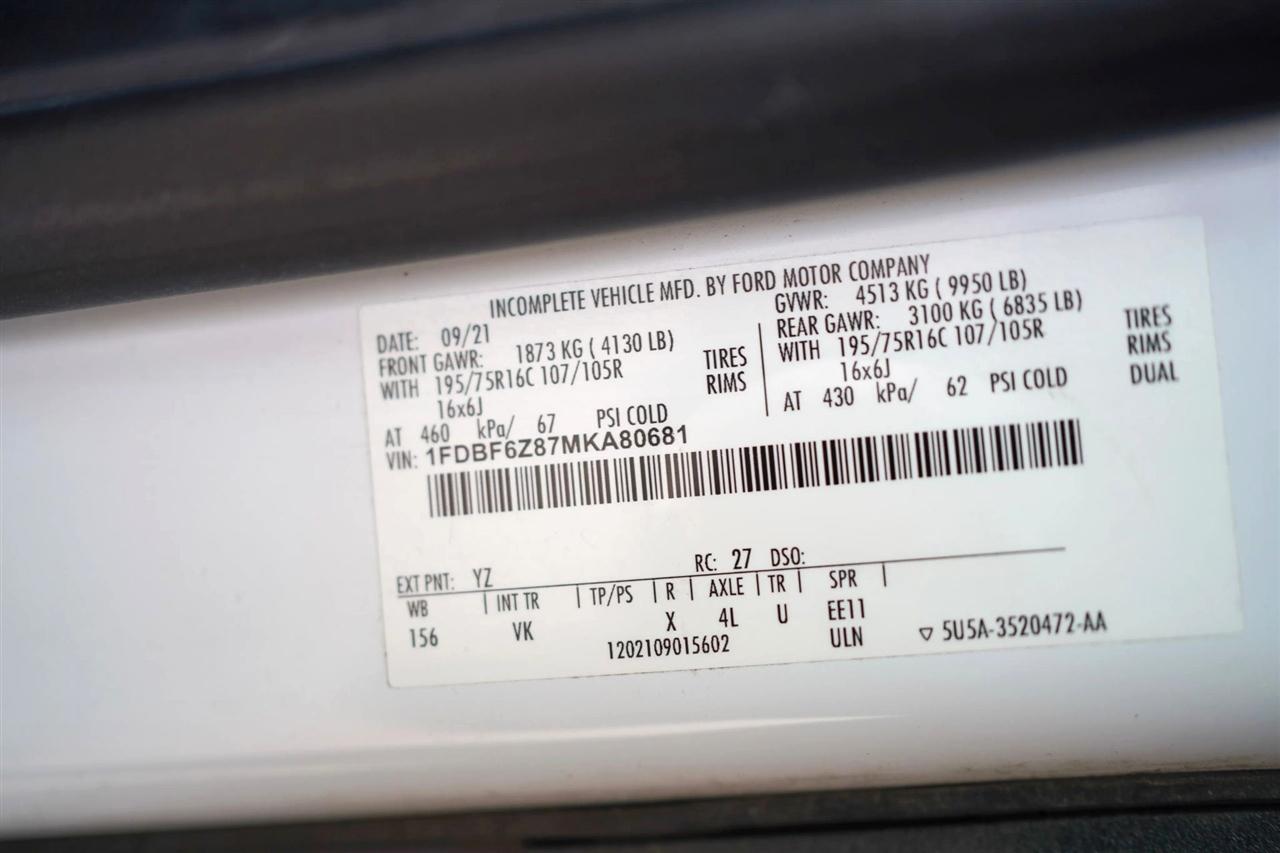 INCOMPLETE VEHICLE MFD. BY FORD MOTOR COMPANY
DATE: 09/21 GVWR: 4513 KG ( 9950 LB)
FRONT GAWR: 1873 KG ( 4130 LB) REAR GAWR: 3100 KG ( 6835 LB)
WITH 195/75R16C 107/105R TIRES WITH 195/75R16C 107/105R TIRES
16x6J RIMS 16x6J RIMS
AT 460 kPa/ 67 PSI COLD AT 430 kPa/ 62 PSI COLD DUAL
VIN: 1FDBF6Z87MKA80681
EXT PNT: YZ RC: 27 DSO:
WB | INT TR | TP/PS | R | AXLE | TR | SPR |
156 VK X 4L U EE11
1202109015602 ULN ▽ 5U5A-3520472-AA